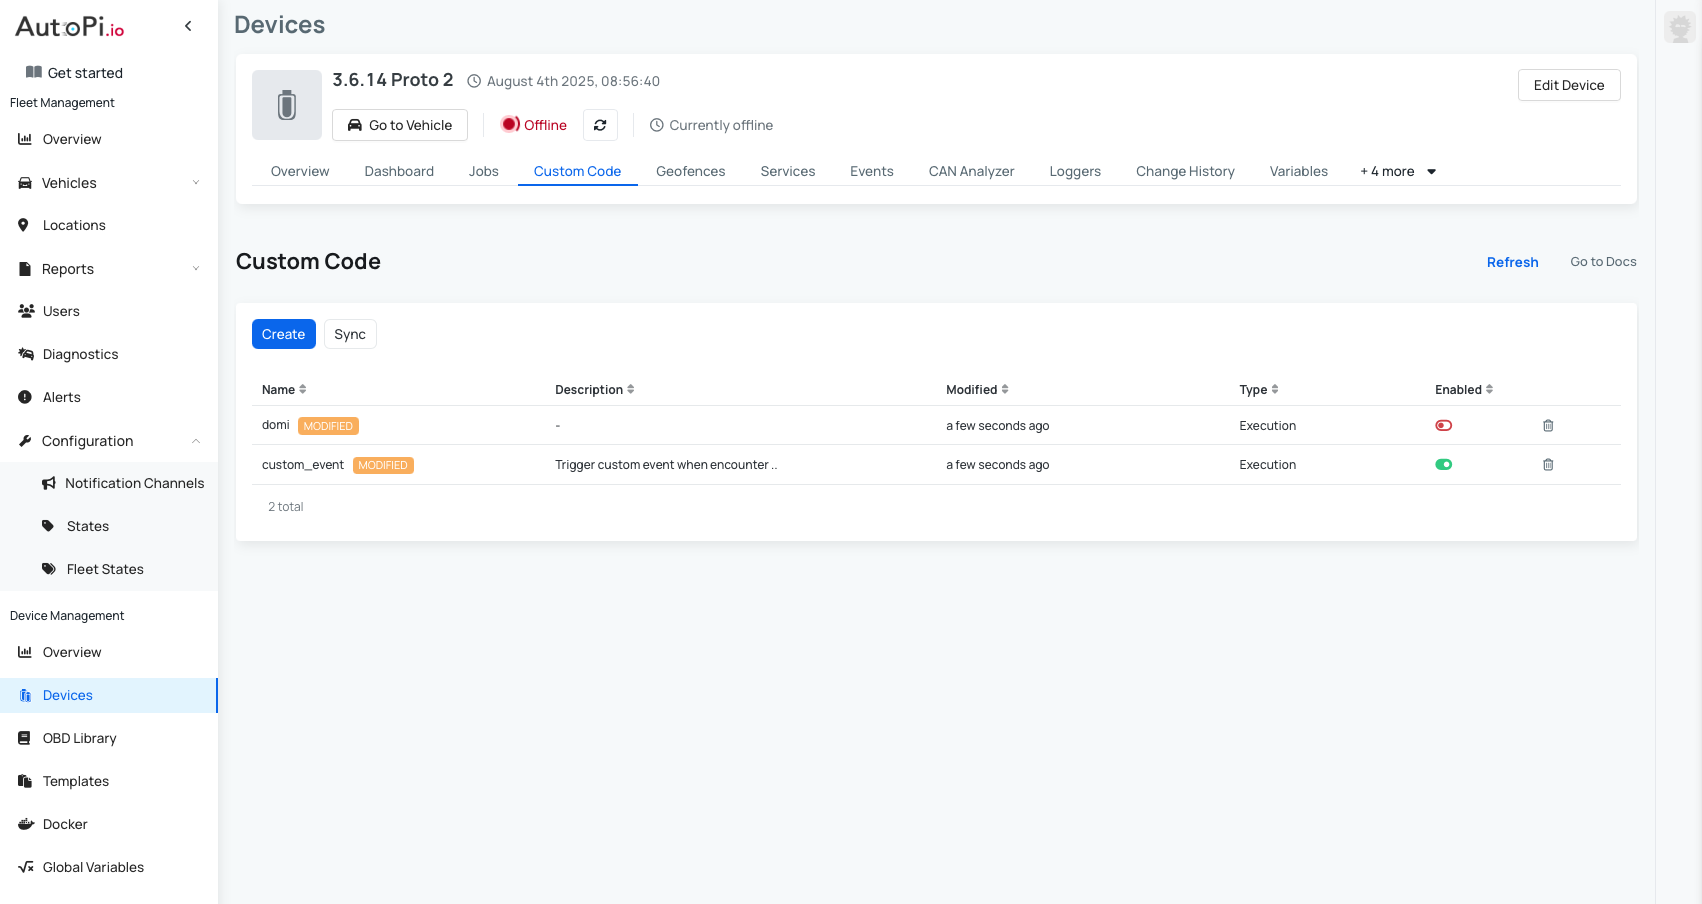 AutoPi.io
Get started
Fleet Management
Overview
Vehicles
Locations
Reports
Users
Diagnostics
Alerts
Configuration
Notification Channels
States
Fleet States
Device Management
Overview
Devices
OBD Library
Templates
Docker
Global Variables
Devices
3.6.14 Proto 2 August 4th 2025, 08:56:40
Edit Device
Go to Vehicle Offline Currently offline
Overview Dashboard Jobs Custom Code Geofences Services Events CAN Analyzer Loggers Change History Variables + 4 more
Custom Code
Refresh Go to Docs
Create Sync
Name Description Modified Type Enabled
domi MODIFIED - a few seconds ago Execution
custom_event MODIFIED Trigger custom event when encounter .. a few seconds ago Execution
2 total